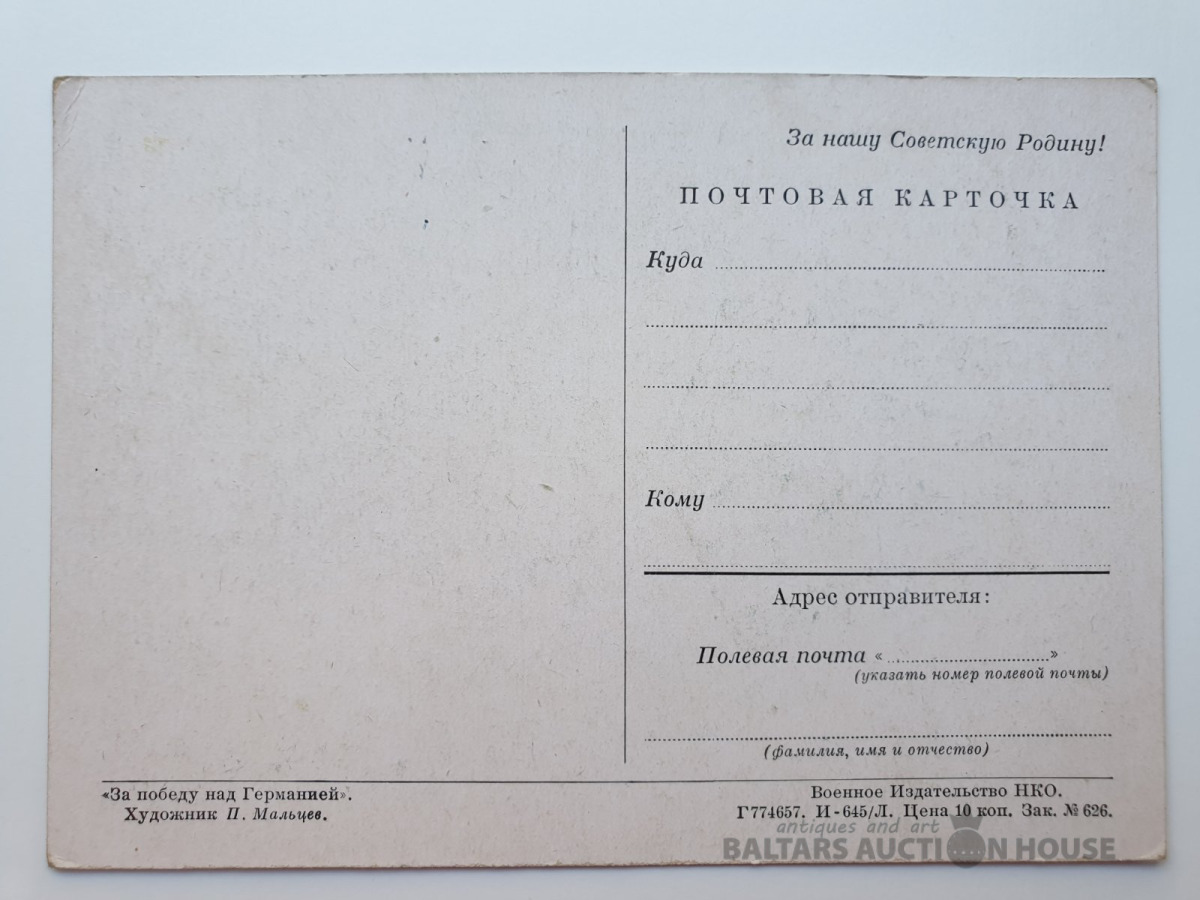 За нашу Советскую Родину!
ПОЧТОВАЯ КАРТОЧКА
Куда
Кому
Адрес отправителя:
Полевая почта « »
(указать номер полевой почты)
(фамилия, имя и отчество)
«За победу над Германией».
Художник П. Мальцев.
Военное Издательство НКО.
Г774657. И-645/Л. Цена 10 коп. Зак. № 626.
antiques and art
BALTARS AUCTION HOUSE